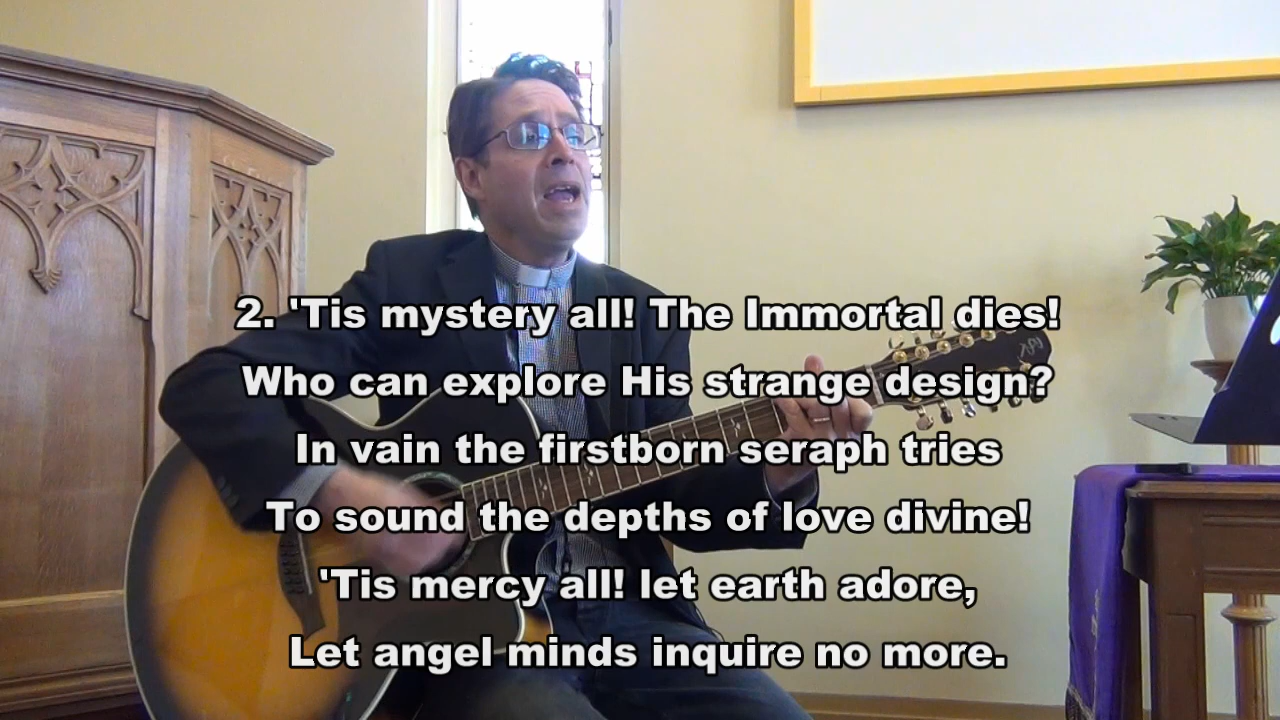 2. 'Tis mystery all! The Immortal dies!
Who can explore His strange design?
In vain the firstborn seraph tries
To sound the depths of love divine!
'Tis mercy all! let earth adore,
Let angel minds inquire no more.